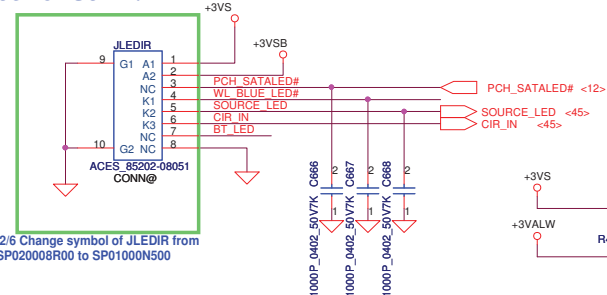 +3VS
+3VSB
JLEDIR
9 G1 A1 1
A2 2
NC 3 PCH_SATALED# PCH_SATALED# <12>
K1 4 WL_BLUE_LED#
K2 5 SOURCE_LED SOURCE_LED <45>
K3 6 CIR_IN CIR_IN <45>
NC 7 BT_LED
10 G2 NC 8
ACES_85202-08051
CONN@
2/6 Change symbol of JLEDIR from
SP020008R00 to SP01000N500
1000P_0402_50V7K C666 2 1
1000P_0402_50V7K C667 2 1
1000P_0402_50V7K C668 2 1
+3VS
+3VALW